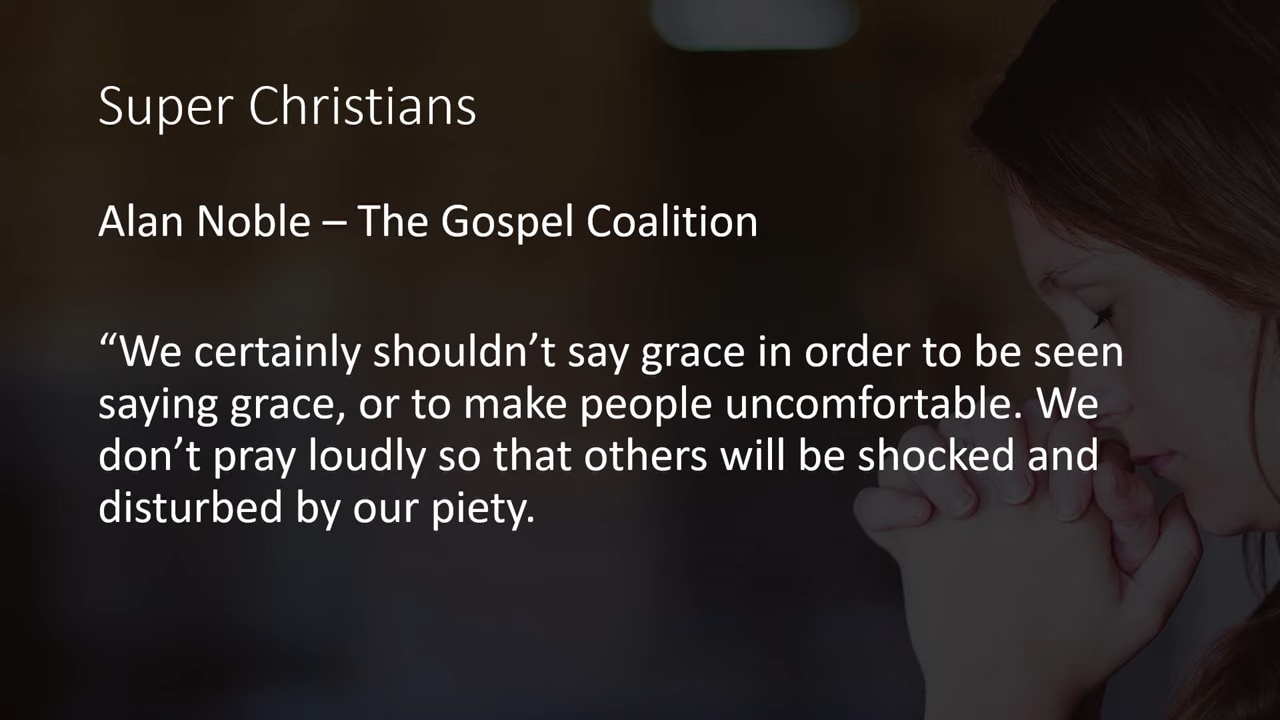 Super Christians
Alan Noble – The Gospel Coalition
“We certainly shouldn’t say grace in order to be seen
saying grace, or to make people uncomfortable. We
don’t pray loudly so that others will be shocked and
disturbed by our piety.